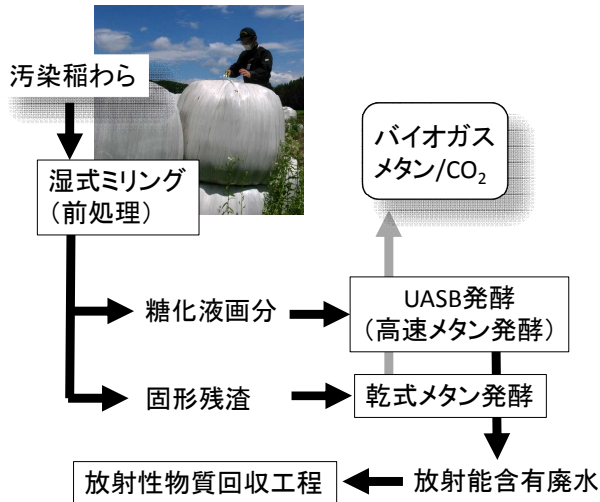 汚染稲わら
湿式ミリング
（前処理）
バイオガス
メタン/CO₂
糖化液画分
UASB発酵
（高速メタン発酵）
固形残渣
乾式メタン発酵
放射性物質回収工程
放射能含有廃水